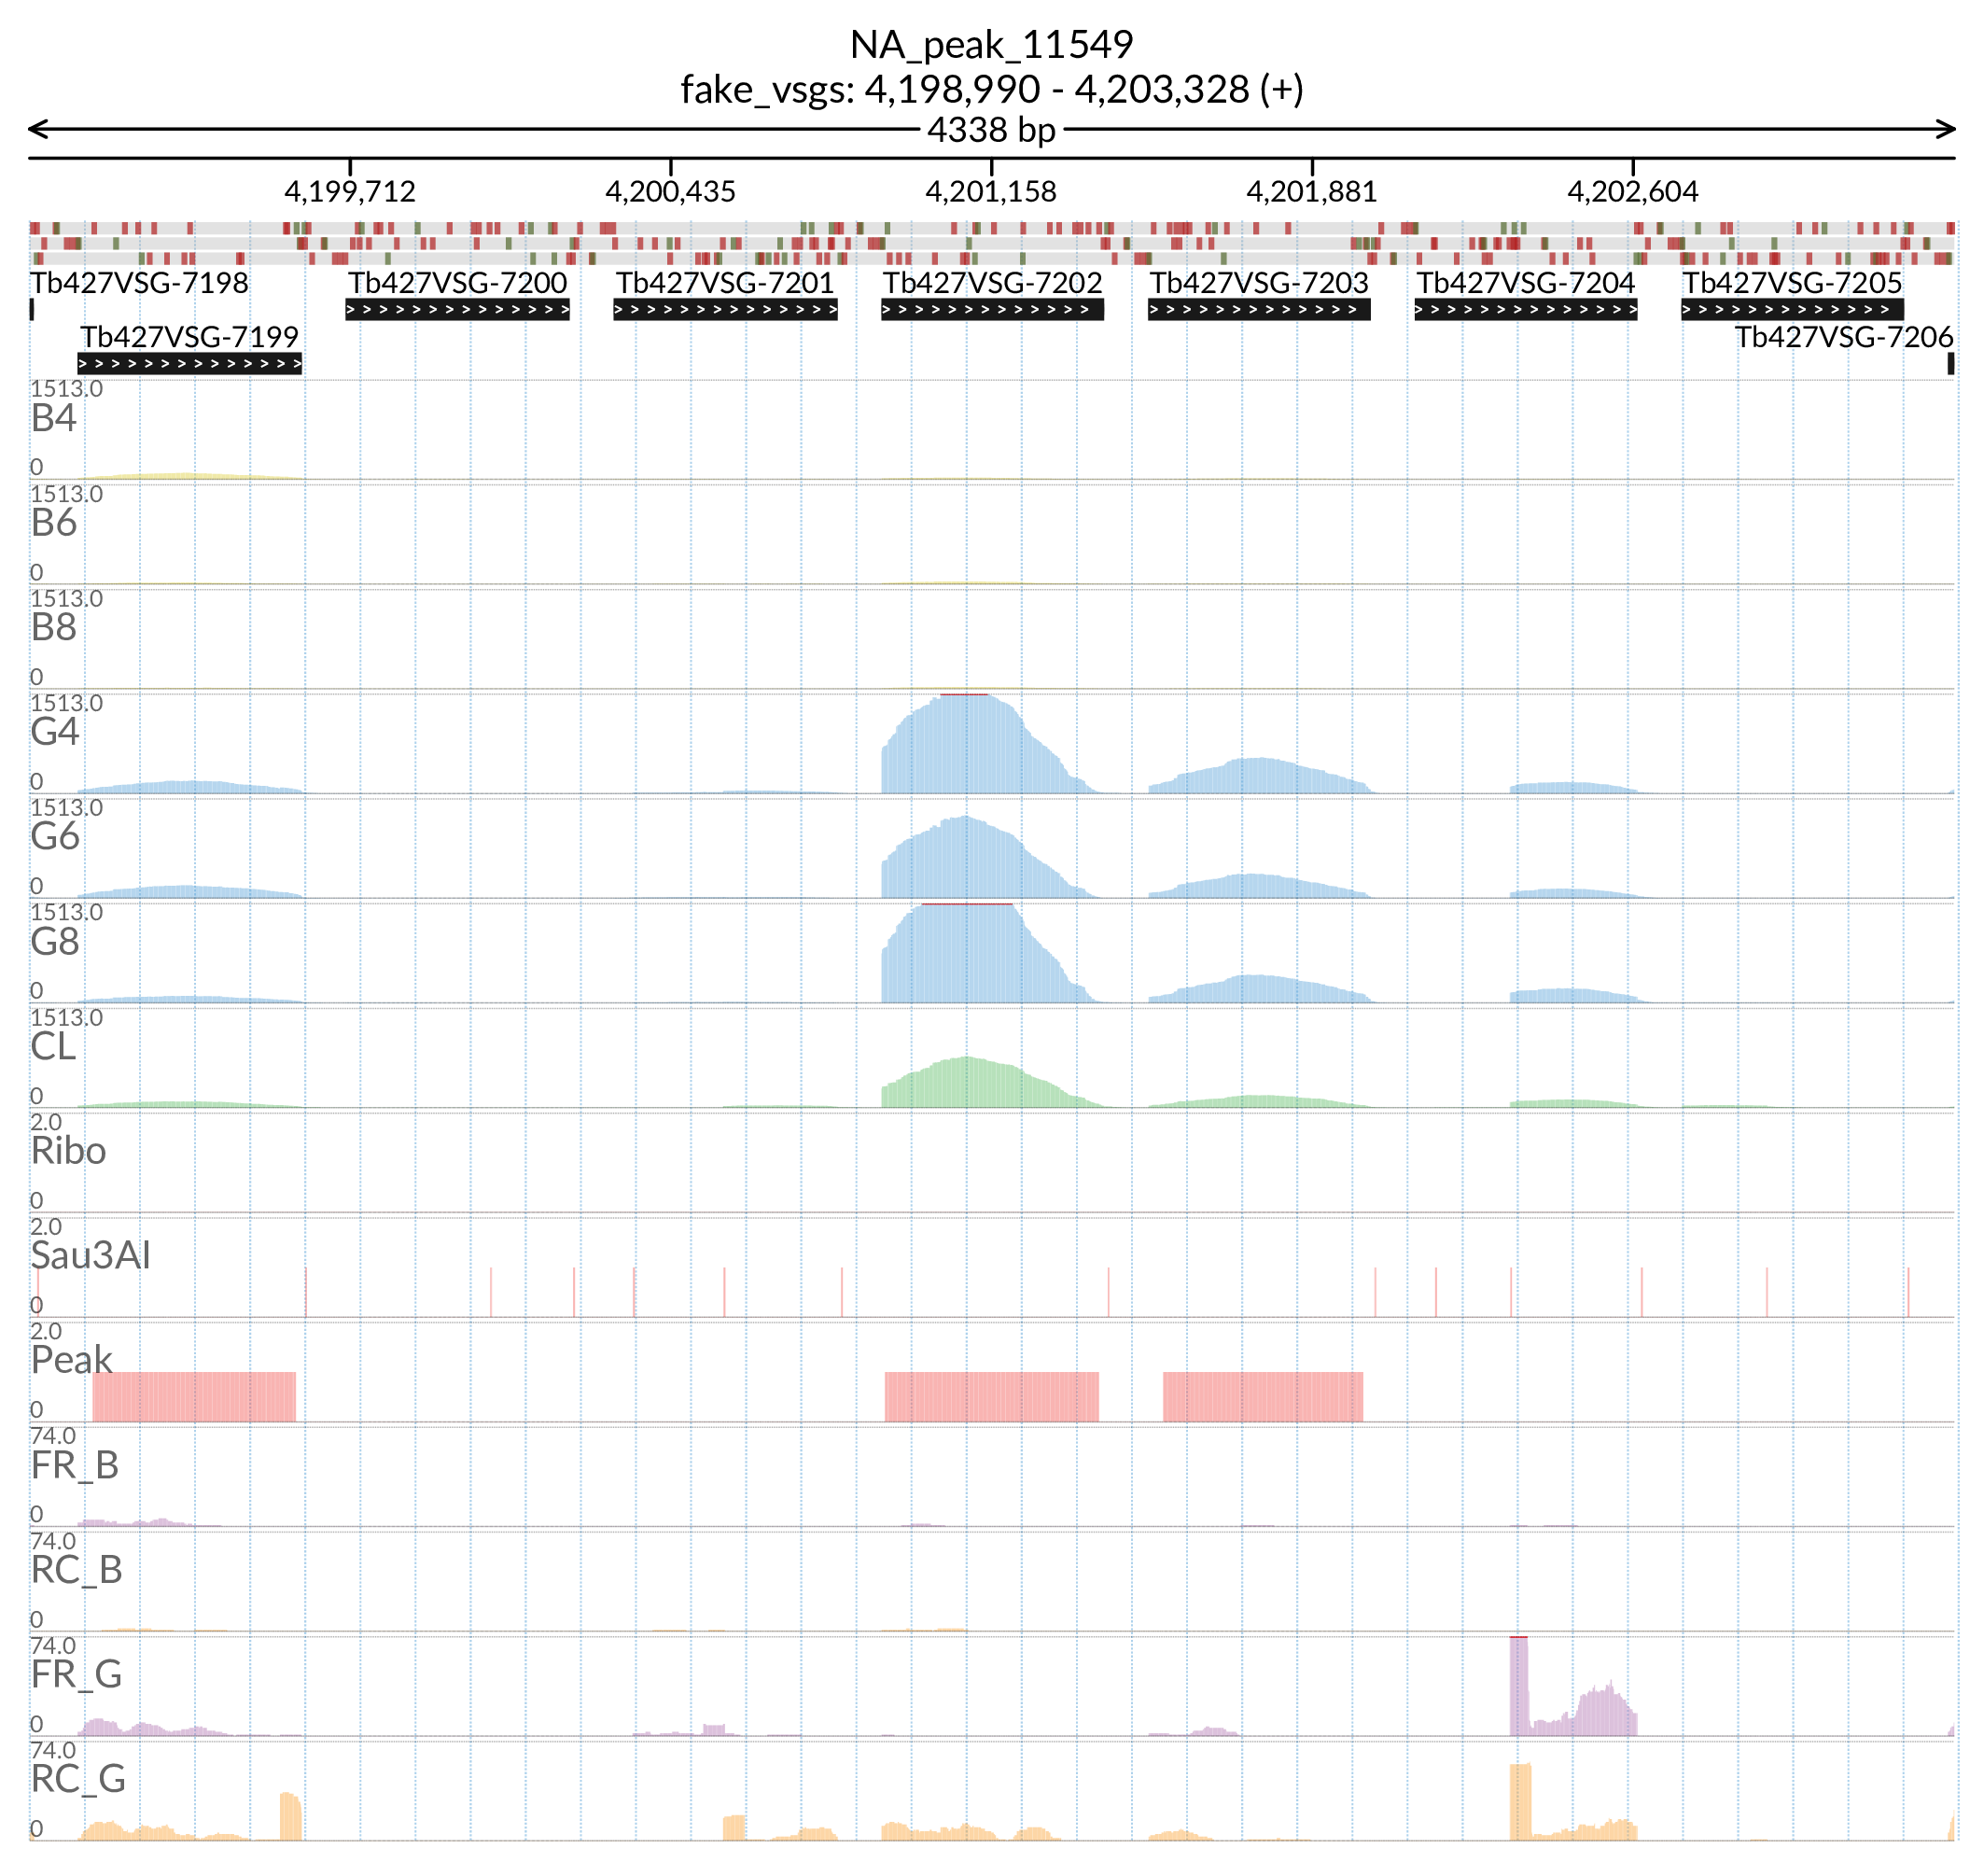 NA_peak_11549
fake_vsgs: 4,198,990 - 4,203,328 (+)
4338 bp
4,199,712 4,200,435 4,201,158 4,201,881 4,202,604
Tb427VSG-7198 Tb427VSG-7200 Tb427VSG-7201 Tb427VSG-7202 Tb427VSG-7203 Tb427VSG-7204 Tb427VSG-7205
Tb427VSG-7199 Tb427VSG-7206
1513.0
B4
0
1513.0
B6
0
1513.0
B8
0
1513.0
G4
0
1513.0
G6
0
1513.0
G8
0
1513.0
CL
0
2.0
Ribo
0
2.0
Sau3AI
0
2.0
Peak
0
74.0
FR_B
0
74.0
RC_B
0
74.0
FR_G
0
74.0
RC_G
0